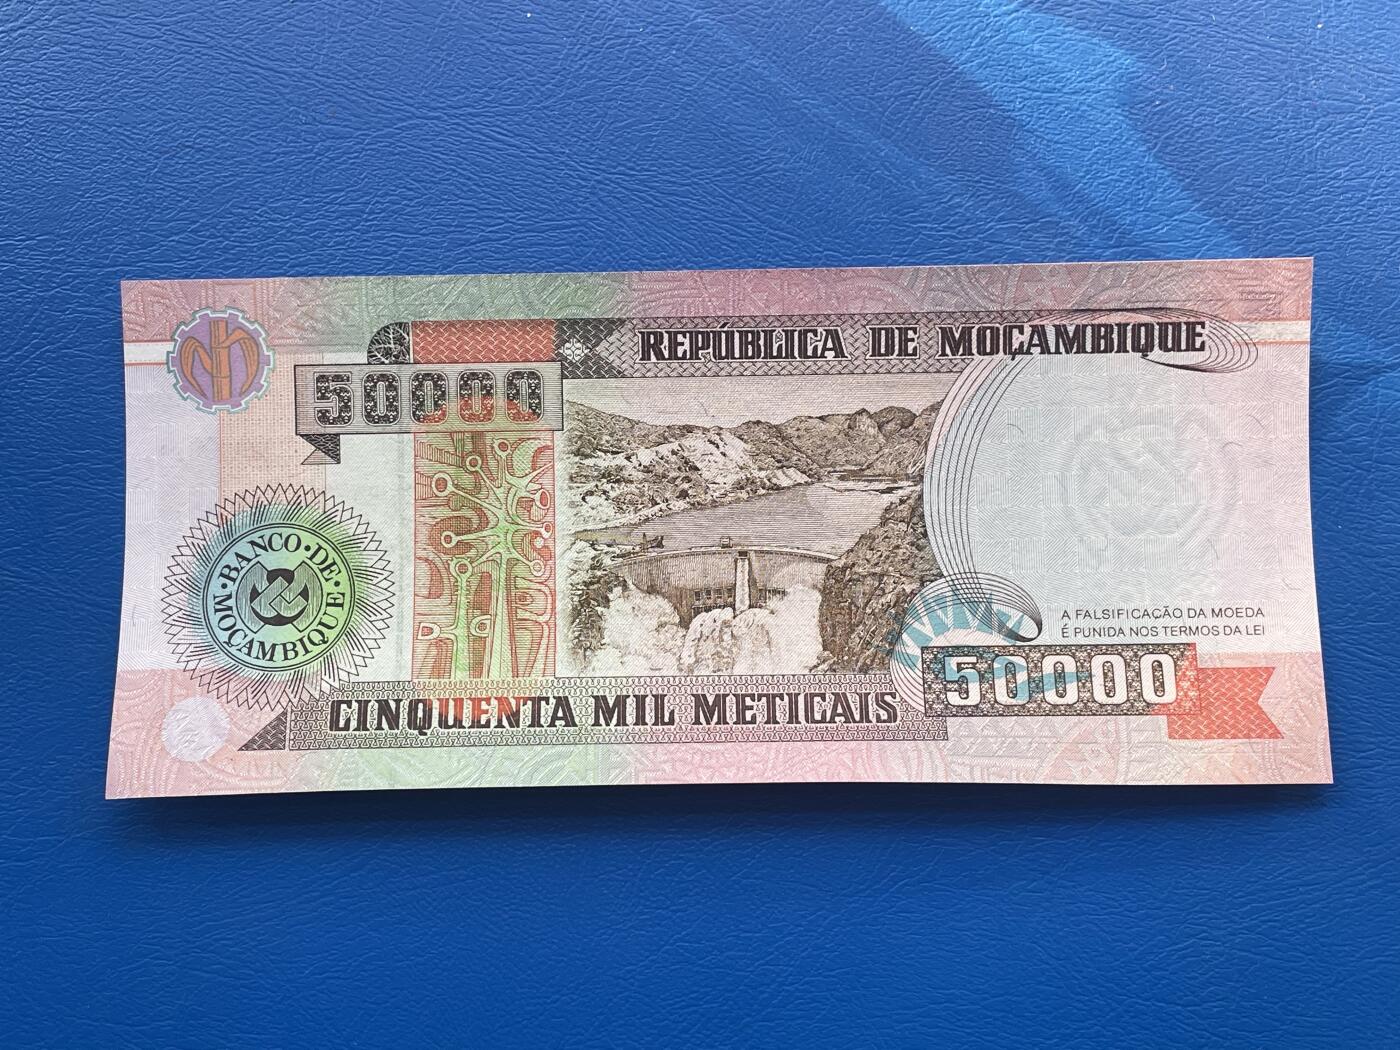 REPÚBLICA DE MOÇAMBIQUE
50000
BANCO DE MOÇAMBIQUE
A FALSIFICAÇÃO DA MOEDA
É PUNIDA NOS TERMOS DA LEI
50000
CINQUENTA MIL METICAIS